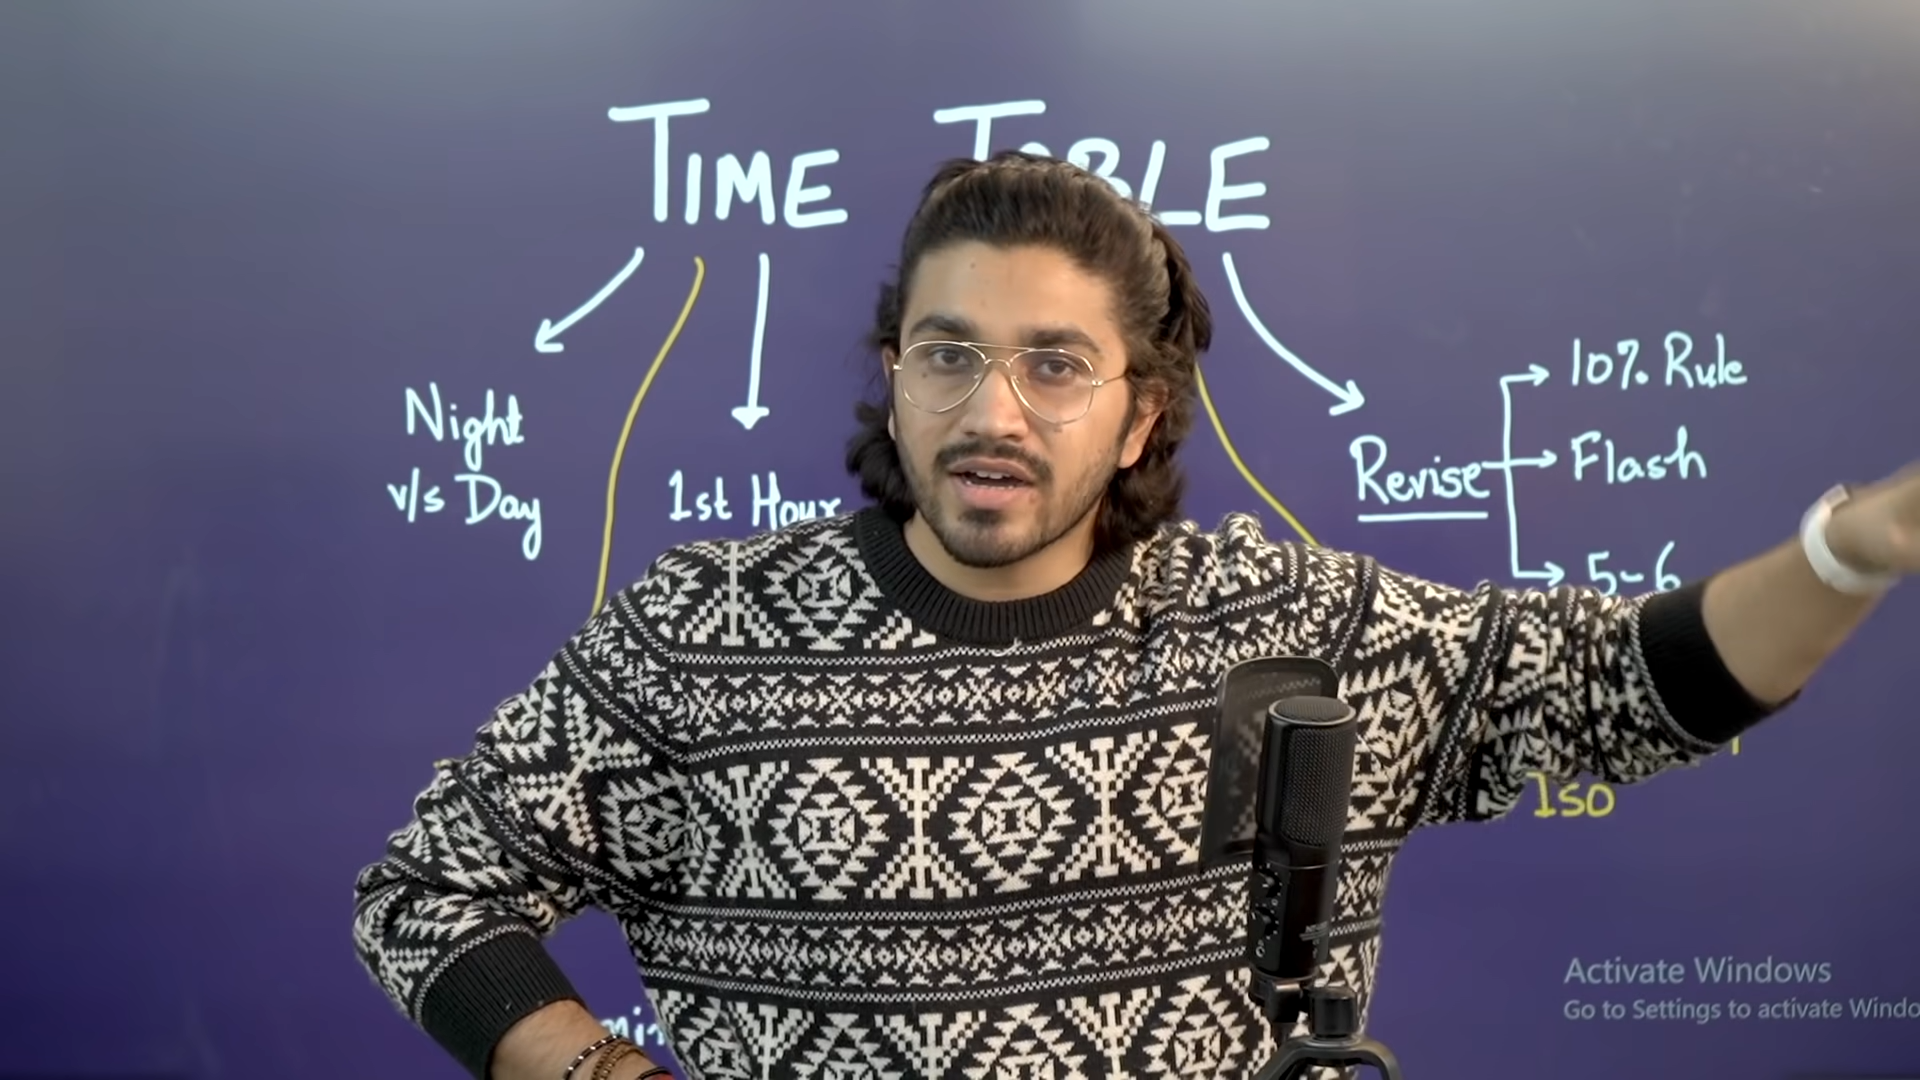 TIME TABLE
Night
v/s Day
1st Hour
Revise
10% Rule
Flash
5-6
Iso
Activate Windows
Go to Settings to activate Windo